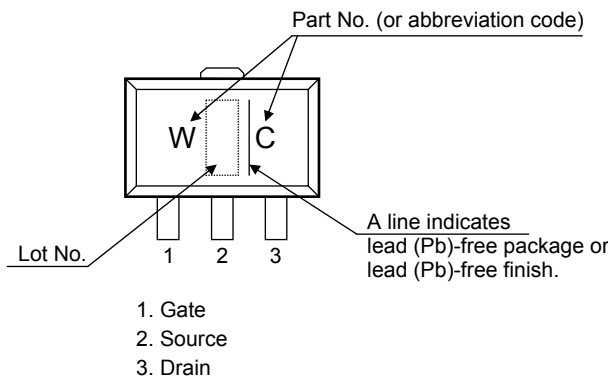 Part No. (or abbreviation code)
W C
Lot No.
1 2 3
A line indicates
lead (Pb)-free package or
lead (Pb)-free finish.
1. Gate
2. Source
3. Drain